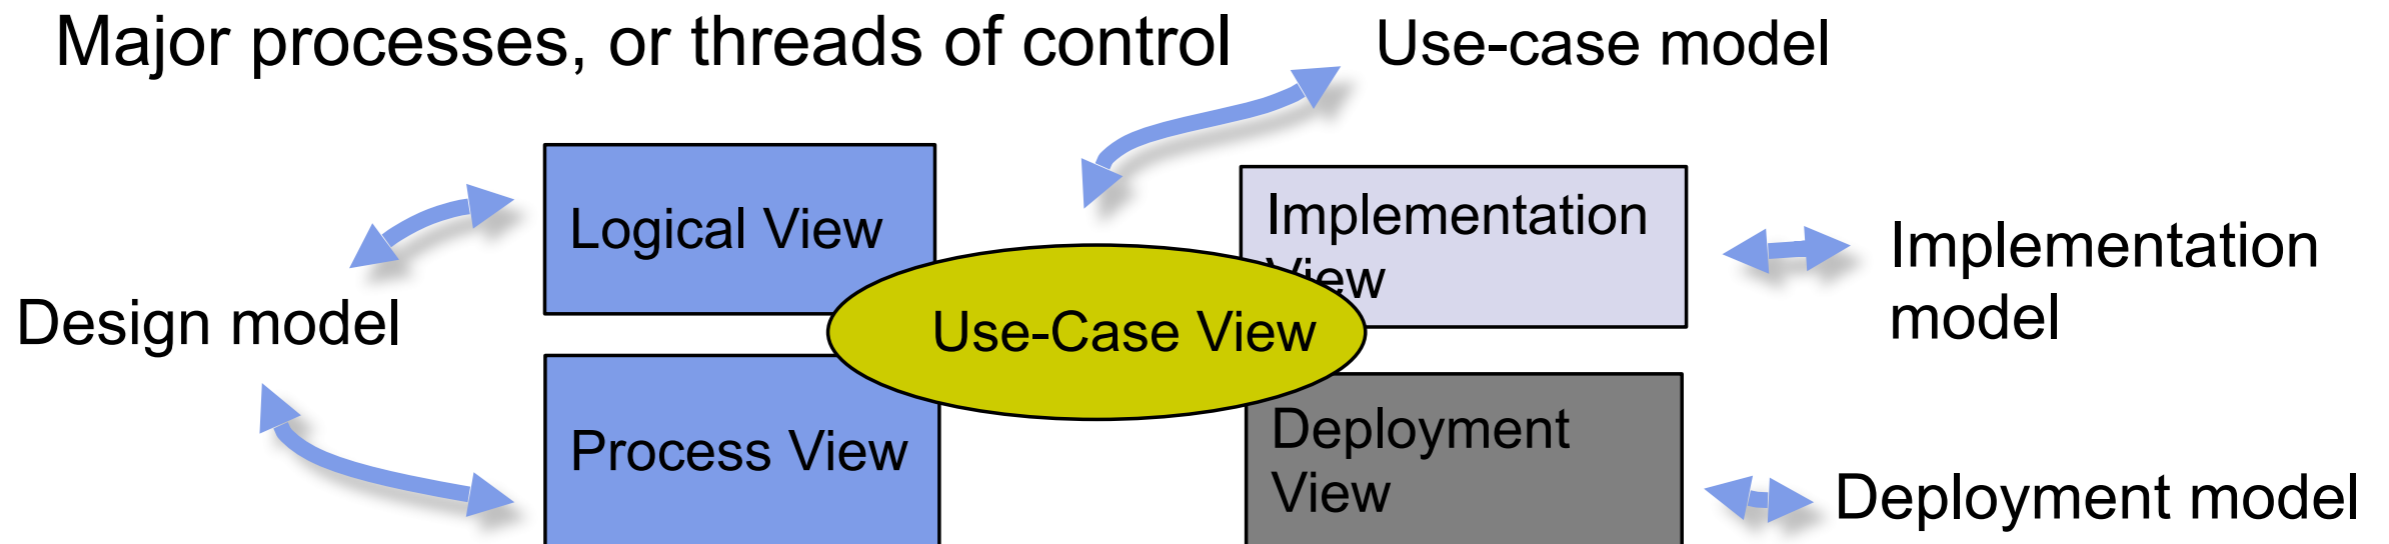 Major processes, or threads of control
Use-case model
Logical View
Implementation
View
Implementation
model
Design model
Use-Case View
Process View
Deployment
View
Deployment model